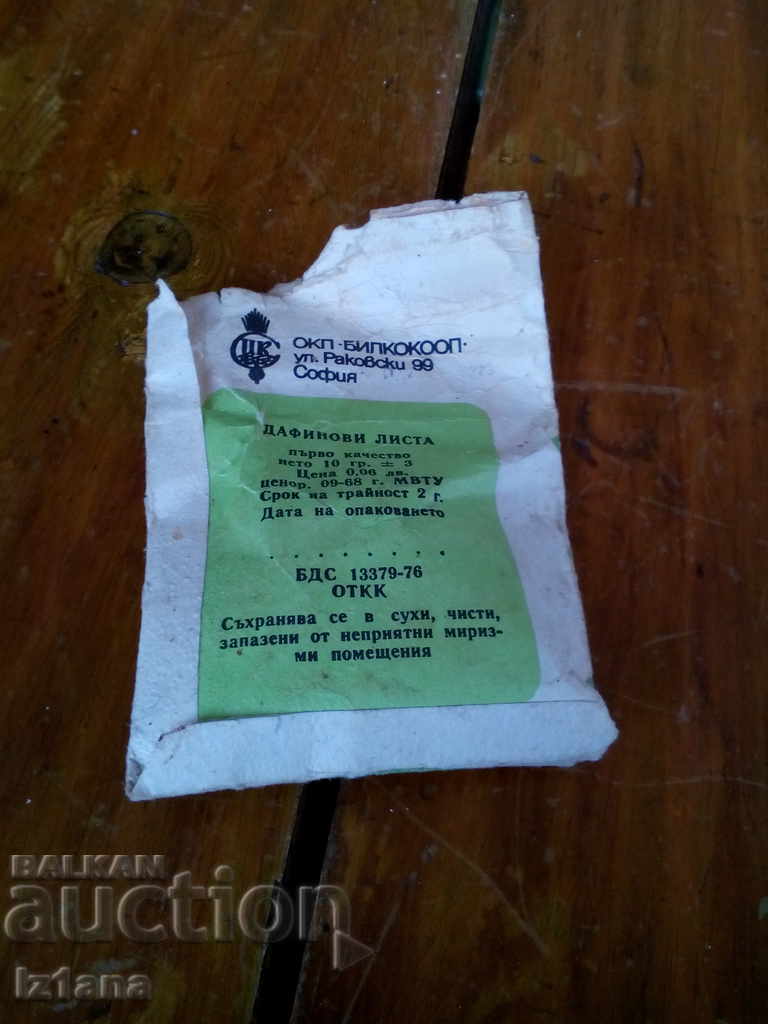 ЦКС
ОКП "БИЛКОКООП"
ул. Раковски 99
София
ДАФИНОВИ ЛИСТА
първо качество
нето 10 гр. ± 3
Цена 0,06 лв.
ценор. 09-68 г. МВТУ
Срок на трайност 2 г.
Дата на опаковането
. . . . . . . .
БДС 13379-76
ОТКК
Съхранява се в сухи, чисти,
запазени от неприятни мириз-
ми помещения
BALKAN
auction
Iz1ana